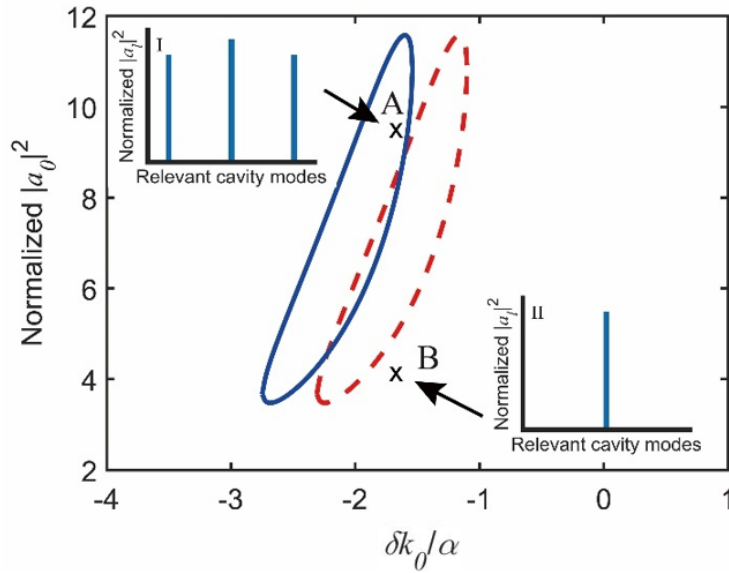 12
10
8
6
4
2
Normalized |a₀|²
-4 -3 -2 -1 0 1
δk₀/α
I
Normalized |aₗ|²
Relevant cavity modes
A
B
II
Normalized |aₗ|²
Relevant cavity modes